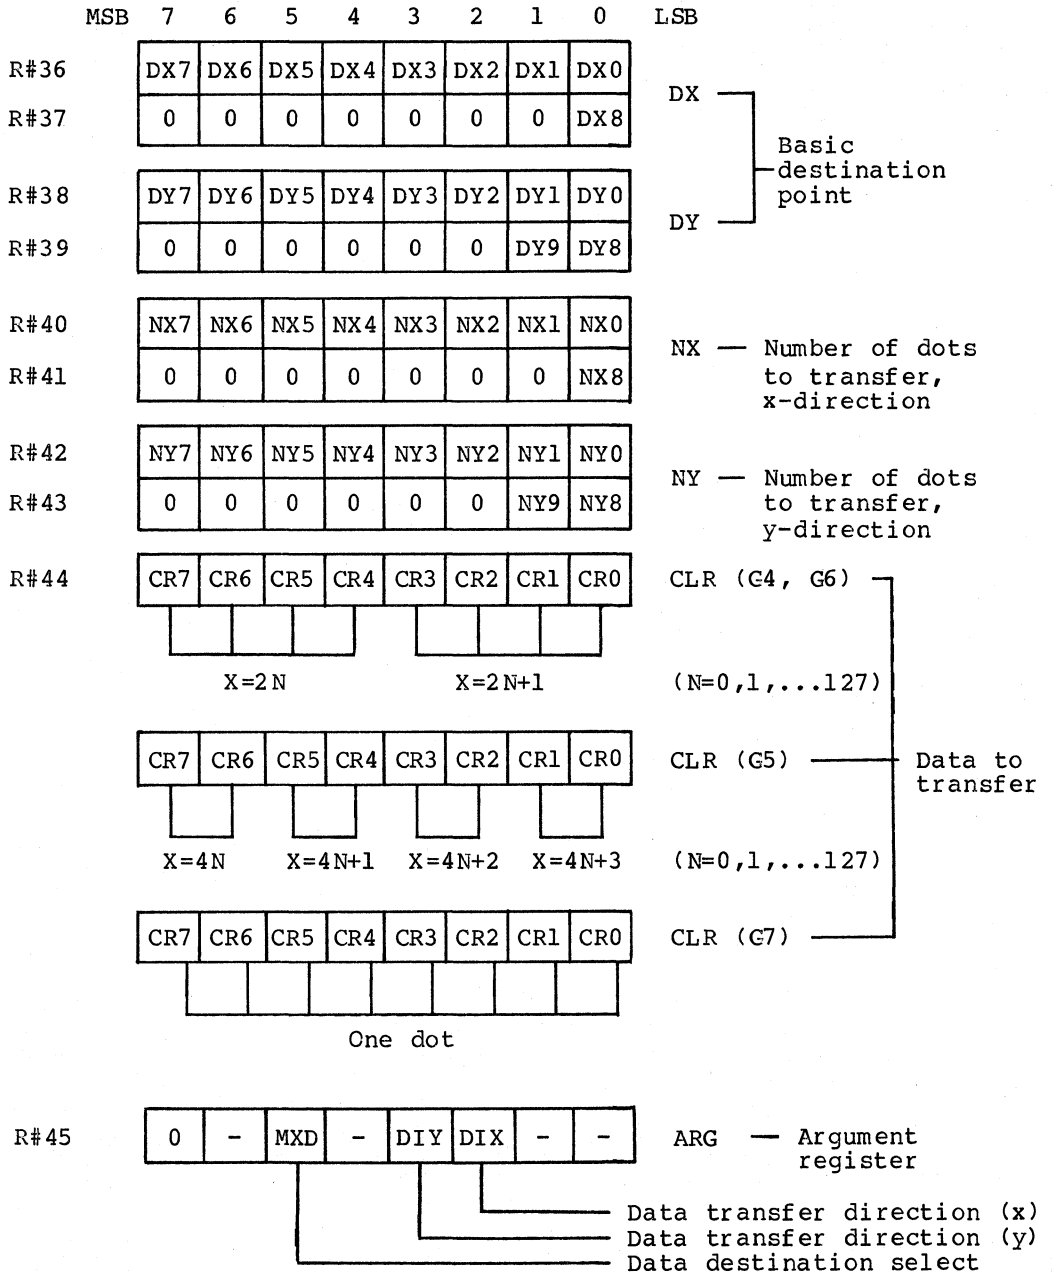 MSB 7 6 5 4 3 2 1 0 LSB
R#36 DX7 DX6 DX5 DX4 DX3 DX2 DX1 DX0
DX
R#37 0 0 0 0 0 0 0 DX8
Basic
destination
point
R#38 DY7 DY6 DY5 DY4 DY3 DY2 DY1 DY0
DY
R#39 0 0 0 0 0 0 DY9 DY8
R#40 NX7 NX6 NX5 NX4 NX3 NX2 NX1 NX0
NX — Number of dots
to transfer,
x-direction
R#41 0 0 0 0 0 0 0 NX8
R#42 NY7 NY6 NY5 NY4 NY3 NY2 NY1 NY0
NY — Number of dots
to transfer,
y-direction
R#43 0 0 0 0 0 0 NY9 NY8
R#44 CR7 CR6 CR5 CR4 CR3 CR2 CR1 CR0 CLR (G4, G6)
X=2N X=2N+1 (N=0,1,...127)
CR7 CR6 CR5 CR4 CR3 CR2 CR1 CR0 CLR (G5)
Data to
transfer
X=4N X=4N+1 X=4N+2 X=4N+3 (N=0,1,...127)
CR7 CR6 CR5 CR4 CR3 CR2 CR1 CR0 CLR (G7)
One dot
R#45 0 - MXD - DIY DIX - - ARG — Argument
register
Data transfer direction (x)
Data transfer direction (y)
Data destination select